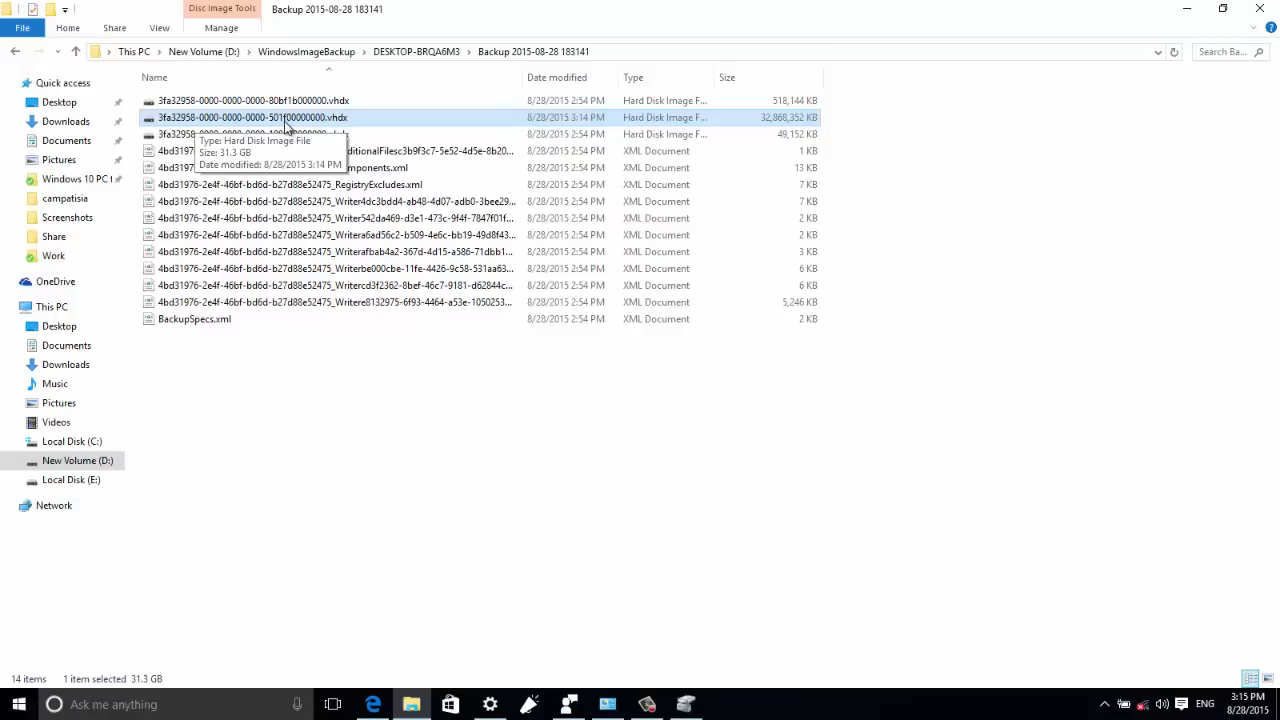 Disc Image Tools
Backup 2015-08-28 183141
File Home Share View Manage
This PC > New Volume (D:) > WindowsImageBackup > DESKTOP-BRQA6M3 > Backup 2015-08-28 183141
Search Ba...
Name Date modified Type Size
Quick access
Desktop
Downloads
Documents
Pictures
Windows 10 PC
campatisia
Screenshots
Share
Work
OneDrive
This PC
Desktop
Documents
Downloads
Music
Pictures
Videos
Local Disk (C:)
New Volume (D:)
Local Disk (E:)
Network
3fa32958-0000-0000-0000-80bf1b000000.vhdx 8/28/2015 2:54 PM Hard Disk Image F... 518,144 KB
3fa32958-0000-0000-0000-501f00000000.vhdx 8/28/2015 3:14 PM Hard Disk Image F... 32,868,352 KB
8/28/2015 2:54 PM Hard Disk Image F... 49,152 KB
Type: Hard Disk Image File
Size: 31.3 GB
Date modified: 8/28/2015 3:14 PM
4bd3197 ditionalFilesc3b9f3c7-5e52-4d5e-8b20... 8/28/2015 2:54 PM XML Document 1 KB
4bd3197 mponents.xml 8/28/2015 2:54 PM XML Document 13 KB
4bd31976-2e4f-46bf-bd6d-b27d88e52475_RegistryExcludes.xml 8/28/2015 2:54 PM XML Document 7 KB
4bd31976-2e4f-46bf-bd6d-b27d88e52475_Writer4dc3bdd4-ab48-4d07-adb0-3bee29... 8/28/2015 2:54 PM XML Document 7 KB
4bd31976-2e4f-46bf-bd6d-b27d88e52475_Writer542da469-d3e1-473c-9f4f-7847f01f... 8/28/2015 2:54 PM XML Document 2 KB
4bd31976-2e4f-46bf-bd6d-b27d88e52475_Writera6ad56c2-b509-4e6c-bb19-49d8f43... 8/28/2015 2:54 PM XML Document 2 KB
4bd31976-2e4f-46bf-bd6d-b27d88e52475_Writerafbab4a2-367d-4d15-a586-71dbb1... 8/28/2015 2:54 PM XML Document 3 KB
4bd31976-2e4f-46bf-bd6d-b27d88e52475_Writerbe000cbe-11fe-4426-9c58-531aa63... 8/28/2015 2:54 PM XML Document 6 KB
4bd31976-2e4f-46bf-bd6d-b27d88e52475_Writercd3f2362-8bef-46c7-9181-d62844c... 8/28/2015 2:54 PM XML Document 6 KB
4bd31976-2e4f-46bf-bd6d-b27d88e52475_Writere8132975-6f93-4464-a53e-1050253... 8/28/2015 2:54 PM XML Document 5,246 KB
BackupSpecs.xml 8/28/2015 2:54 PM XML Document 2 KB
14 items 1 item selected 31.3 GB
Ask me anything
ENG
3:15 PM
8/28/2015